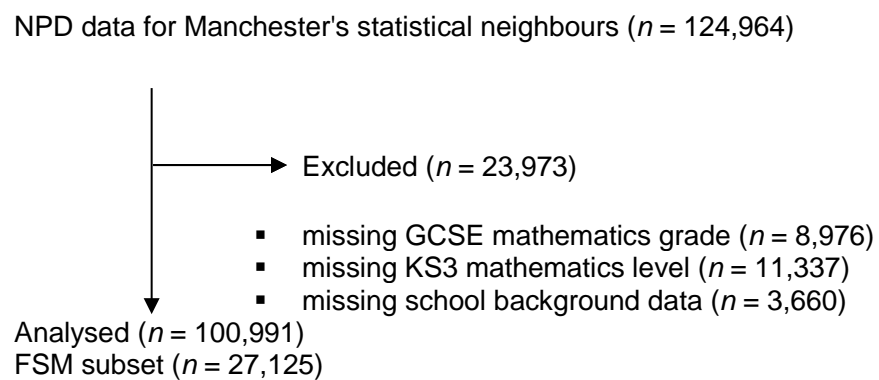 NPD data for Manchester's statistical neighbours (n = 124,964)
Excluded (n = 23,973)
▪ missing GCSE mathematics grade (n = 8,976)
▪ missing KS3 mathematics level (n = 11,337)
▪ missing school background data (n = 3,660)
Analysed (n = 100,991)
FSM subset (n = 27,125)